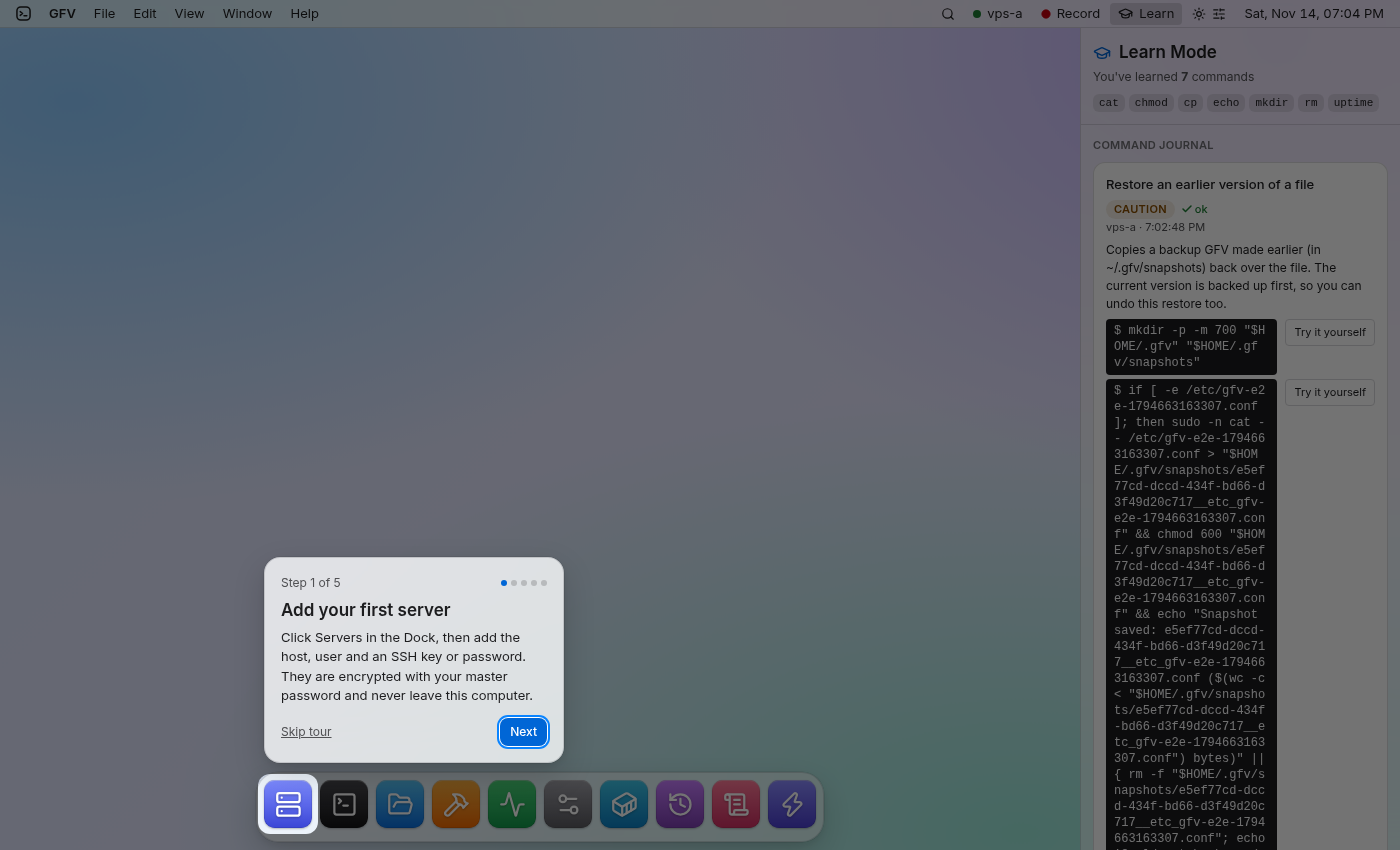 GFV File Edit View Window Help
vps-a Record Learn Sat, Nov 14, 07:04 PM
Learn Mode
You've learned 7 commands
cat chmod cp echo mkdir rm uptime
COMMAND JOURNAL
Restore an earlier version of a file
CAUTION ok
vps-a · 7:02:48 PM
Copies a backup GFV made earlier (in
~/.gfv/snapshots) back over the file. The
current version is backed up first, so you can
undo this restore too.
$ mkdir -p -m 700 "$H
OME/.gfv" "$HOME/.gf
v/snapshots"
Try it yourself
$ if [ -e /etc/gfv-e2
e-1794663163307.conf
]; then sudo -n cat -
- /etc/gfv-e2e-179466
3163307.conf > "$HOM
E/.gfv/snapshots/e5ef
77cd-dccd-434f-bd66-d
3f49d20c717__etc_gfv-
e2e-1794663163307.con
f" && chmod 600 "$HOM
E/.gfv/snapshots/e5ef
77cd-dccd-434f-bd66-d
3f49d20c717__etc_gfv-
e2e-1794663163307.con
f" && echo "Snapshot
saved: e5ef77cd-dccd-
434f-bd66-d3f49d20c71
7__etc_gfv-e2e-179466
3163307.conf ($(wc -c
< "$HOME/.gfv/snapsho
ts/e5ef77cd-dccd-434f
-bd66-d3f49d20c717__e
tc_gfv-e2e-1794663163
307.conf") bytes)" ||
{ rm -f "$HOME/.gfv/s
napshots/e5ef77cd-dcc
d-434f-bd66-d3f49d20c
717__etc_gfv-e2e-1794
663163307.conf"; echo
Try it yourself
Step 1 of 5
Add your first server
Click Servers in the Dock, then add the
host, user and an SSH key or password.
They are encrypted with your master
password and never leave this computer.
Skip tour Next